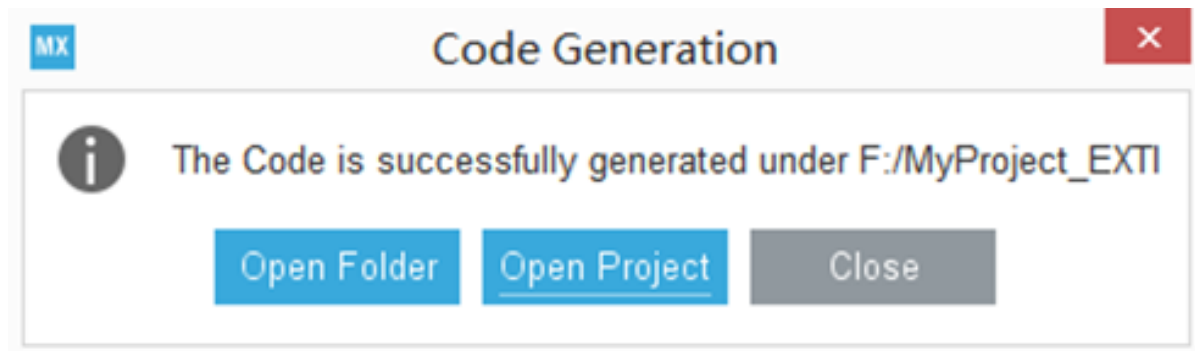 MX Code Generation
The Code is successfully generated under F:/MyProject_EXTI
Open Folder Open Project Close